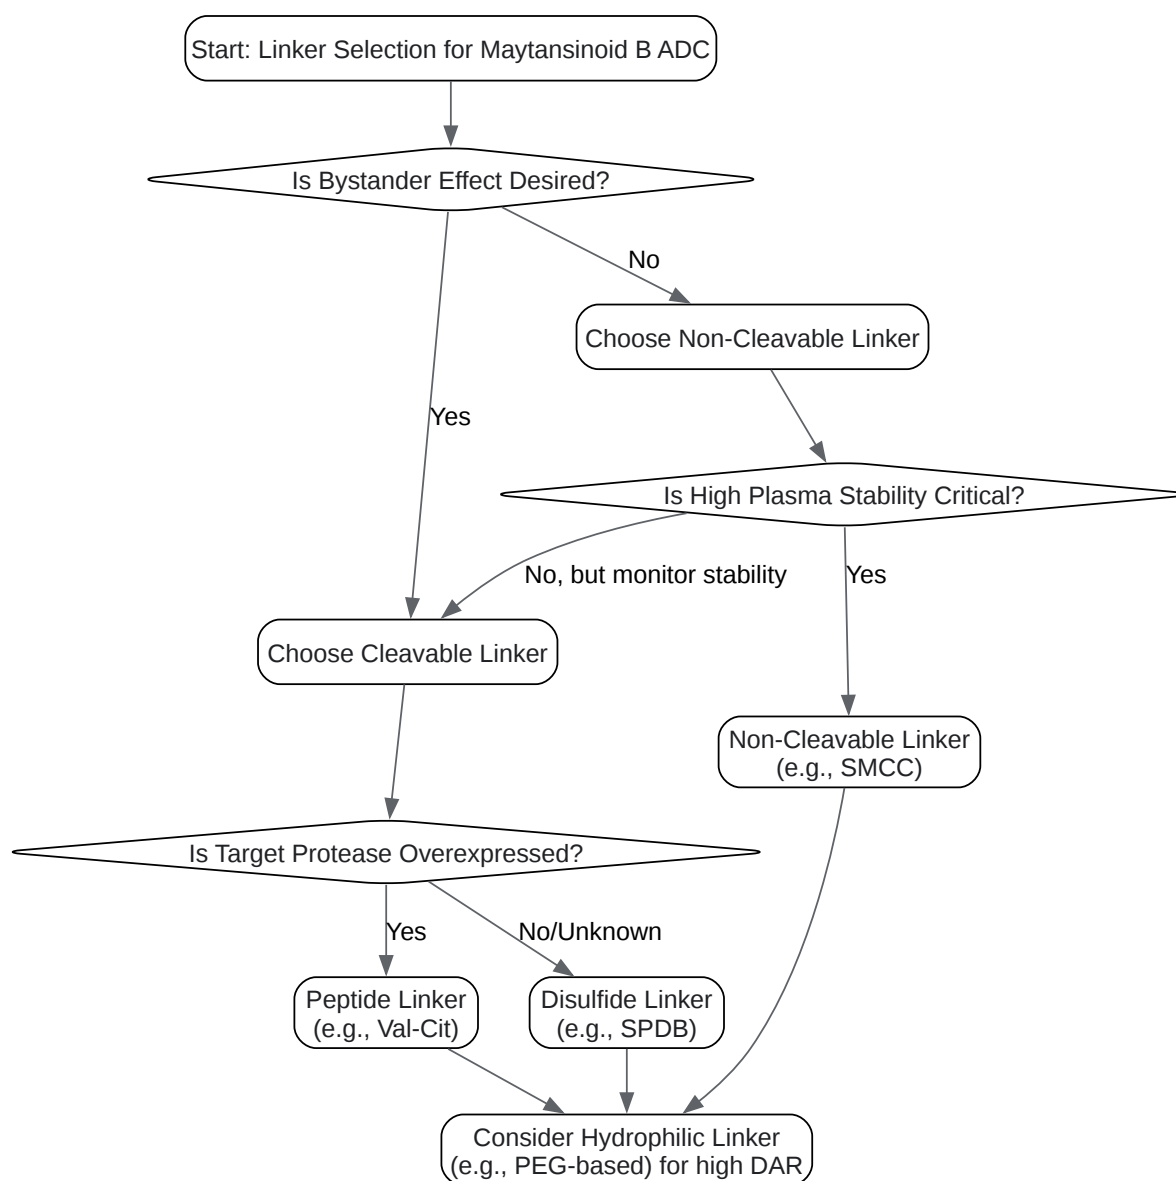 Start: Linker Selection for Maytansinoid B ADC
Is Bystander Effect Desired?
No
Choose Non-Cleavable Linker
Yes
Is High Plasma Stability Critical?
No, but monitor stability
Yes
Choose Cleavable Linker
Non-Cleavable Linker
(e.g., SMCC)
Is Target Protease Overexpressed?
Yes
No/Unknown
Peptide Linker
(e.g., Val-Cit)
Disulfide Linker
(e.g., SPDB)
Consider Hydrophilic Linker
(e.g., PEG-based) for high DAR